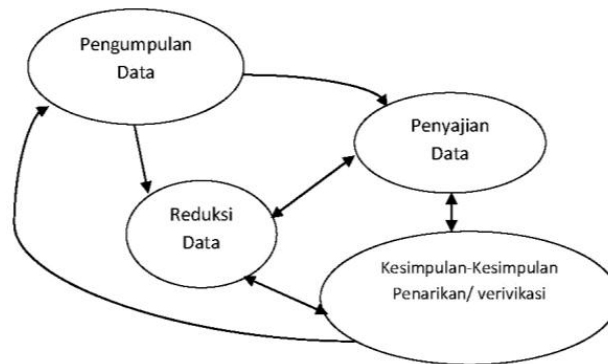 Pengumpulan
Data
Penyajian
Data
Reduksi
Data
Kesimpulan-Kesimpulan
Penarikan/ verivikasi